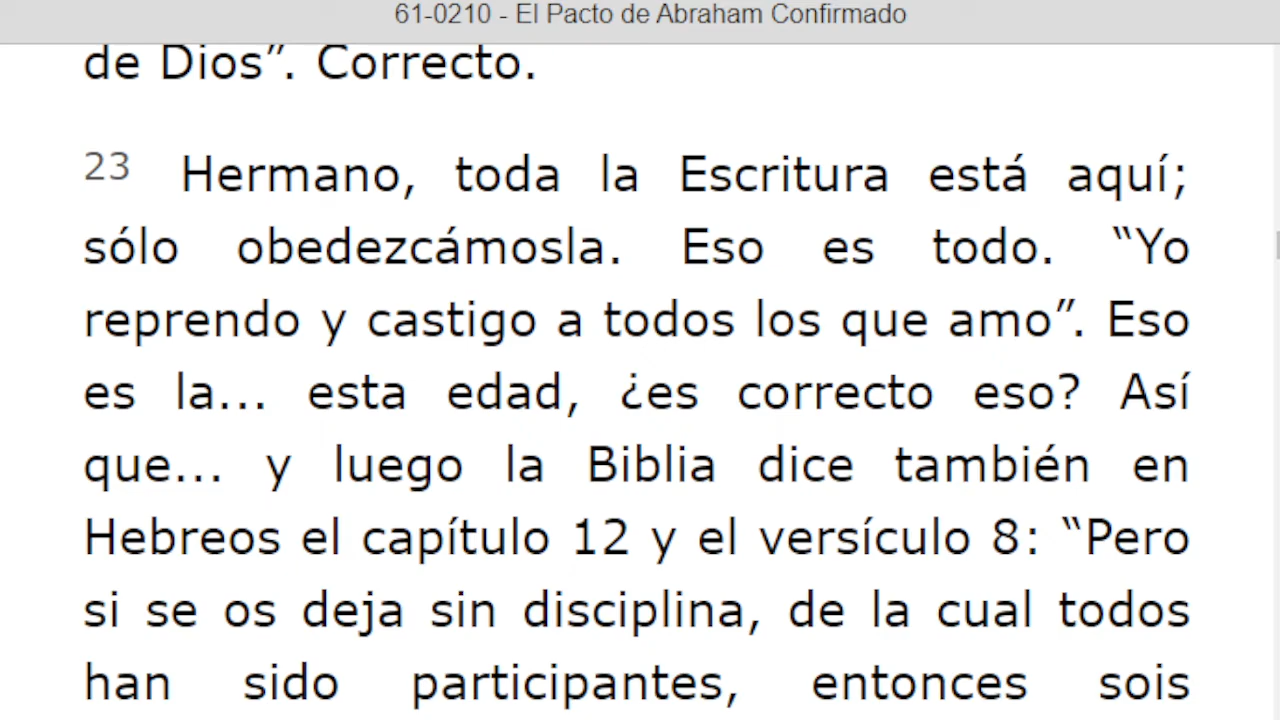 61-0210 - El Pacto de Abraham Confirmado
de Dios”. Correcto.
23 Hermano, toda la Escritura está aquí;
sólo obedezcámosla. Eso es todo. “Yo
reprendo y castigo a todos los que amo”. Eso
es la... esta edad, ¿es correcto eso? Así
que... y luego la Biblia dice también en
Hebreos el capítulo 12 y el versículo 8: “Pero
si se os deja sin disciplina, de la cual todos
han sido participantes, entonces sois